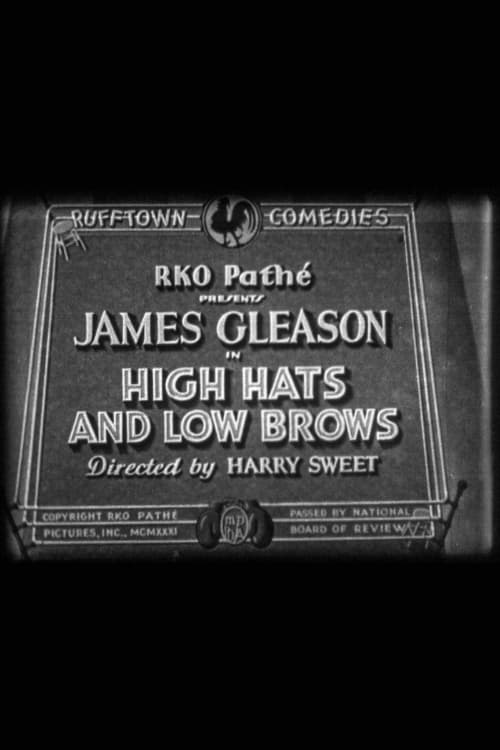 RUFFTOWN COMEDIES
RKO Pathé
PRESENTS
JAMES GLEASON
IN
HIGH HATS
AND LOW BROWS
Directed by HARRY SWEET
COPYRIGHT RKO PATHÉ
PICTURES, INC., MCMXXXI
PASSED BY NATIONAL
BOARD OF REVIEW